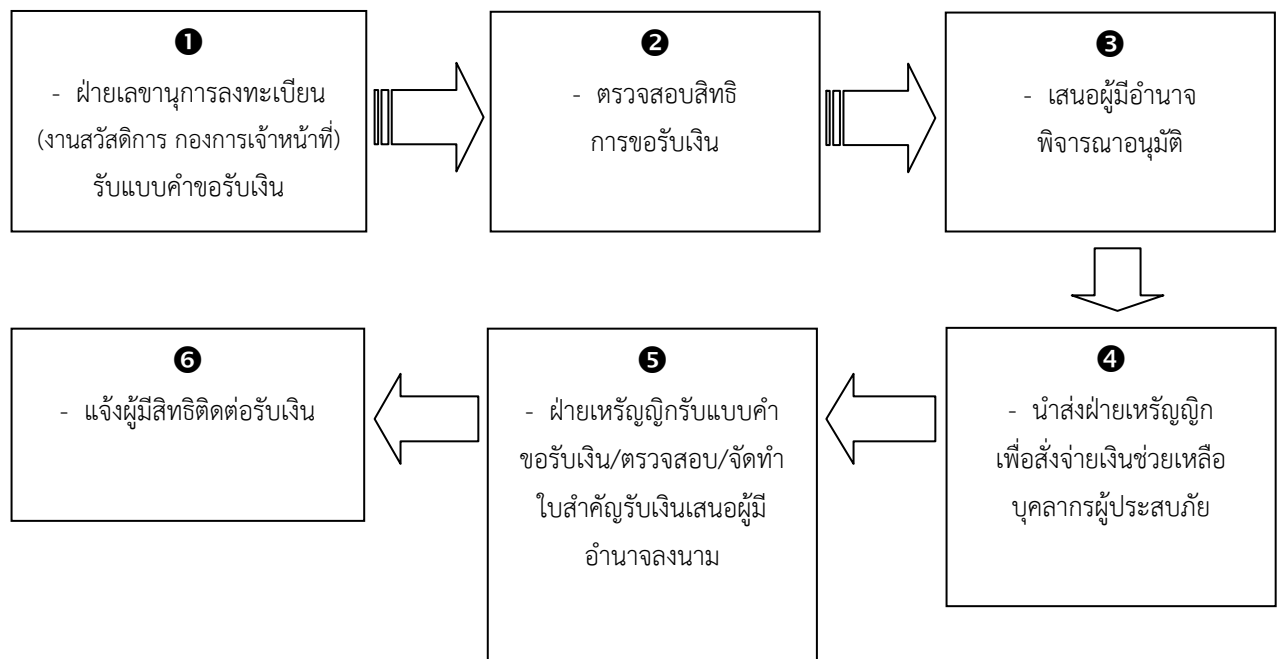 ❶
- ฝ่ายเลขานุการลงทะเบียน
(งานสวัสดิการ กองการเจ้าหน้าที่)
รับแบบคำขอรับเงิน
❷
- ตรวจสอบสิทธิ
การขอรับเงิน
❸
- เสนอผู้มีอำนาจ
พิจารณาอนุมัติ
❹
- นำส่งฝ่ายเหรัญญิก
เพื่อสั่งจ่ายเงินช่วยเหลือ
บุคลากรผู้ประสบภัย
❺
- ฝ่ายเหรัญญิกรับแบบคำ
ขอรับเงิน/ตรวจสอบ/จัดทำ
ใบสำคัญรับเงินเสนอผู้มี
อำนาจลงนาม
❻
- แจ้งผู้มีสิทธิติดต่อรับเงิน